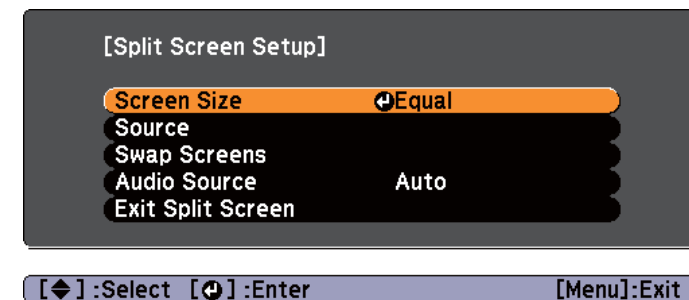 [Split Screen Setup]
Screen Size Equal
Source
Swap Screens
Audio Source Auto
Exit Split Screen
[◆]:Select [⏎]:Enter [Menu]:Exit